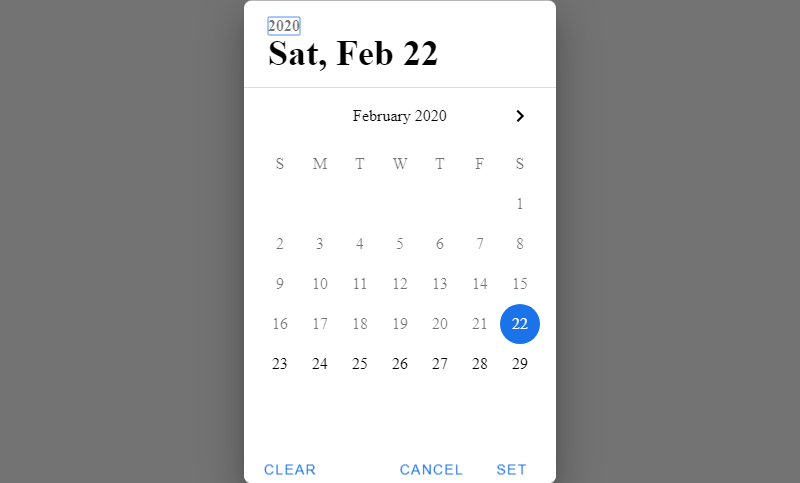 2020
Sat, Feb 22
February 2020
S M T W T F S
1
2 3 4 5 6 7 8
9 10 11 12 13 14 15
16 17 18 19 20 21 22
23 24 25 26 27 28 29
CLEAR CANCEL SET